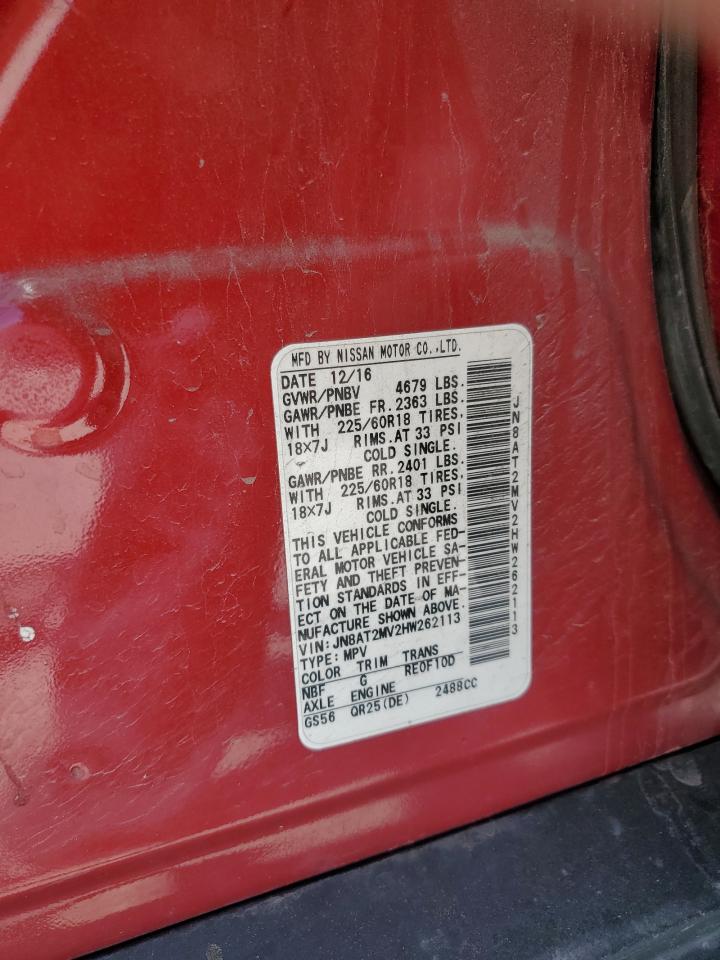 MFD BY NISSAN MOTOR CO.,LTD.
DATE 12/16
GVWR/PNBV 4679 LBS.
GAWR/PNBE FR. 2363 LBS.
WITH 225/60R18 TIRES,
18X7J RIMS.AT 33 PSI
COLD SINGLE.
GAWR/PNBE RR. 2401 LBS.
WITH 225/60R18 TIRES,
18X7J RIMS.AT 33 PSI
COLD SINGLE.
THIS VEHICLE CONFORMS
TO ALL APPLICABLE FED-
ERAL MOTOR VEHICLE SA-
FETY AND THEFT PREVEN-
TION STANDARDS IN EFF-
ECT ON THE DATE OF MA-
NUFACTURE SHOWN ABOVE.
VIN: JN8AT2MV2HW262113
TYPE: MPV
COLOR TRIM TRANS
NBF G RE0F10D
AXLE ENGINE
GS56 QR25(DE) 2488CC
JN8AT2MV2HW262113